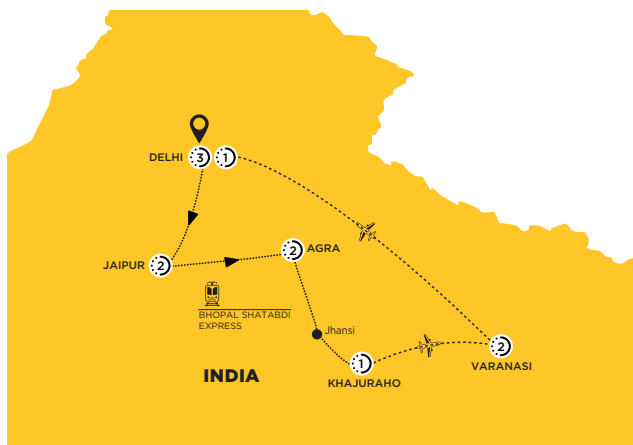 DELHI 3 1
JAIPUR 2
2 AGRA
BHOPAL SHATABDI
EXPRESS
Jhansi
1
KHAJURAHO
2
VARANASI
INDIA